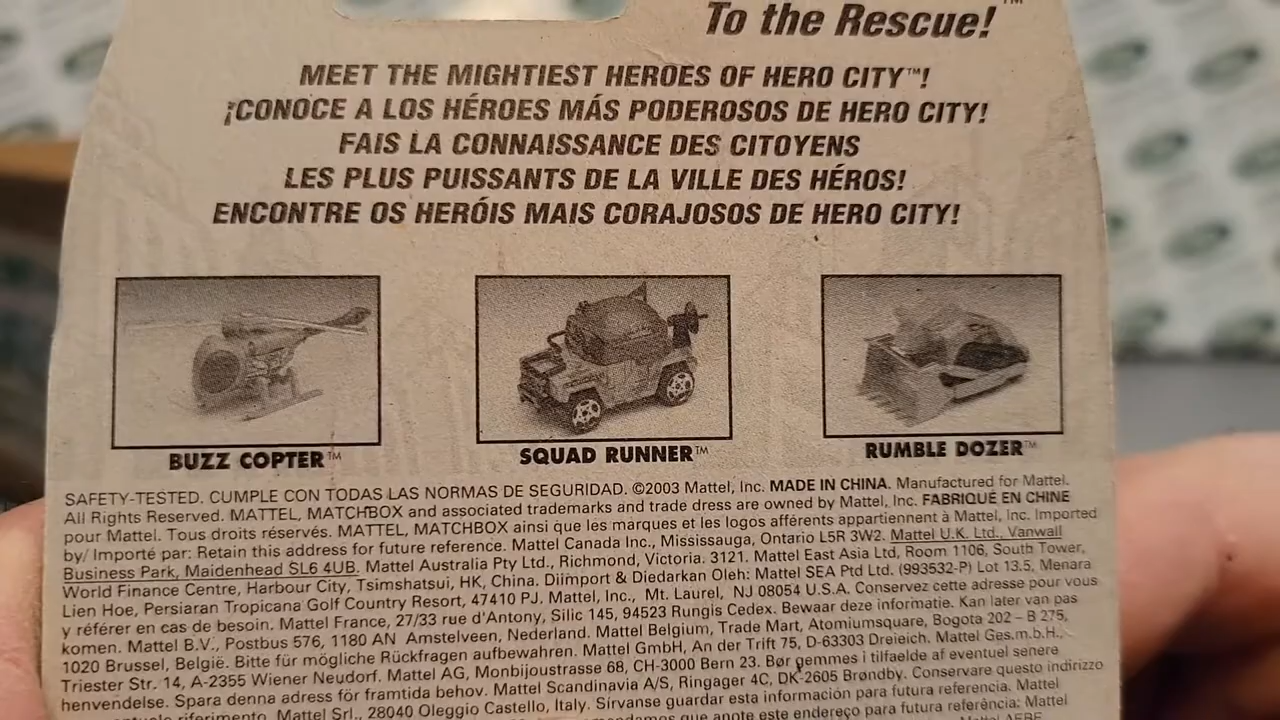 To the Rescue!™
MEET THE MIGHTIEST HEROES OF HERO CITY™!
¡CONOCE A LOS HÉROES MÁS PODEROSOS DE HERO CITY!
FAIS LA CONNAISSANCE DES CITOYENS
LES PLUS PUISSANTS DE LA VILLE DES HÉROS!
ENCONTRE OS HERÓIS MAIS CORAJOSOS DE HERO CITY!
BUZZ COPTER™
SQUAD RUNNER™
RUMBLE DOZER™
SAFETY-TESTED. CUMPLE CON TODAS LAS NORMAS DE SEGURIDAD. ©2003 Mattel, Inc. MADE IN CHINA. Manufactured for Mattel.
All Rights Reserved. MATTEL, MATCHBOX and associated trademarks and trade dress are owned by Mattel, Inc. FABRIQUÉ EN CHINE
pour Mattel. Tous droits réservés. MATTEL, MATCHBOX ainsi que les marques et les logos afférents appartiennent à Mattel, Inc. Imported
by/ Importé par: Retain this address for future reference. Mattel Canada Inc., Mississauga, Ontario L5R 3W2. Mattel U.K. Ltd., Vanwall
Business Park, Maidenhead SL6 4UB. Mattel Australia Pty Ltd., Richmond, Victoria. 3121. Mattel East Asia Ltd, Room 1106, South Tower,
World Finance Centre, Harbour City, Tsimshatsui, HK, China. Diimport & Diedarkan Oleh: Mattel SEA Ptd Ltd. (993532-P) Lot 13.5, Menara
Lien Hoe, Persiaran Tropicana Golf Country Resort, 47410 PJ. Mattel, Inc., Mt. Laurel, NJ 08054 U.S.A. Conservez cette adresse pour vous
y référer en cas de besoin. Mattel France, 27/33 rue d'Antony, Silic 145, 94523 Rungis Cedex. Bewaar deze informatie. Kan later van pas
komen. Mattel B.V., Postbus 576, 1180 AN Amstelveen, Nederland. Mattel Belgium, Trade Mart, Atomiumsquare, Bogota 202 – B 275,
1020 Brussel, België. Bitte für mögliche Rückfragen aufbewahren. Mattel GmbH, An der Trift 75, D-63303 Dreieich. Mattel Ges.m.b.H.,
Triester Str. 14, A-2355 Wiener Neudorf. Mattel AG, Monbijoustrasse 68, CH-3000 Bern 23. Bør gemmes i tilfaelde af eventuel senere
henvendelse. Spara denna adress för framtida behov. Mattel Scandinavia A/S, Ringager 4C, DK-2605 Brøndby. Conservare questo indirizzo
riferimento. Mattel Srl., 28040 Oleggio Castello, Italy. Sírvanse guardar esta información para futura referencia. Mattel
que anote este endereço para futura referência: Mattel